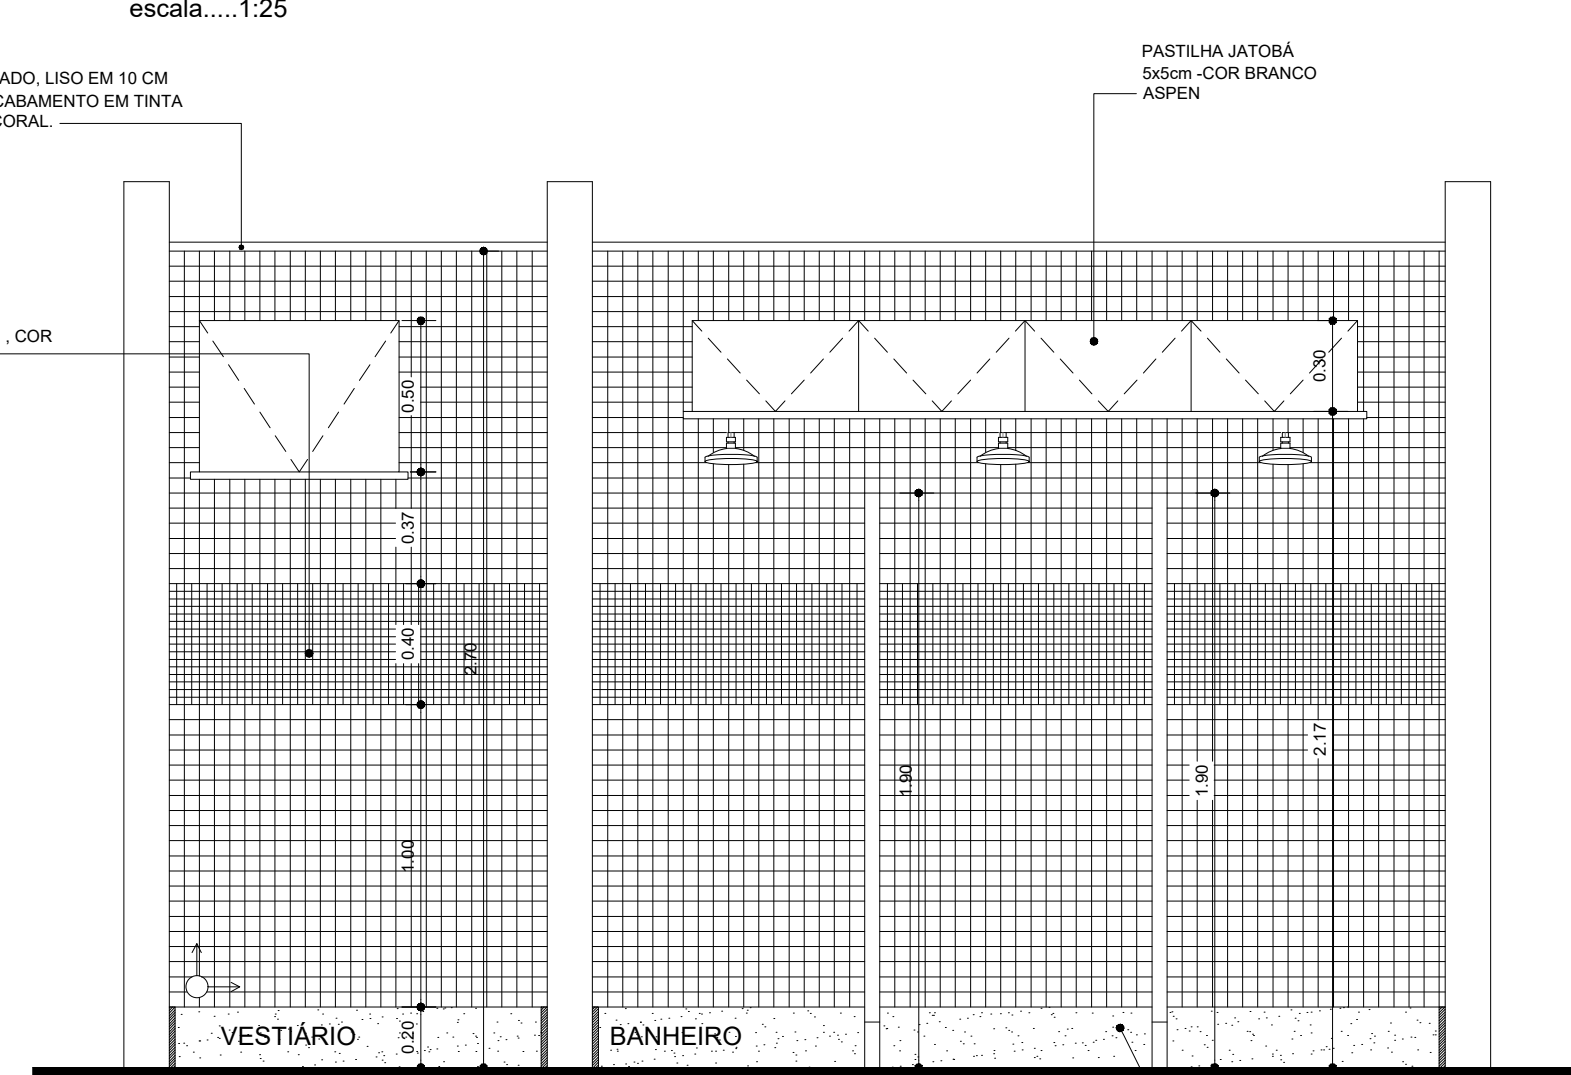 escala.....1:25
PASTILHA JATOBÁ
5x5cm -COR BRANCO
ASPEN
ADO, LISO EM 10 CM
CABAMENTO EM TINTA
CORAL.
, COR
0.50
0.30
0.37
0.40
2.70
2.17
1.90
1.90
1.00
0.20
VESTIÁRIO
BANHEIRO